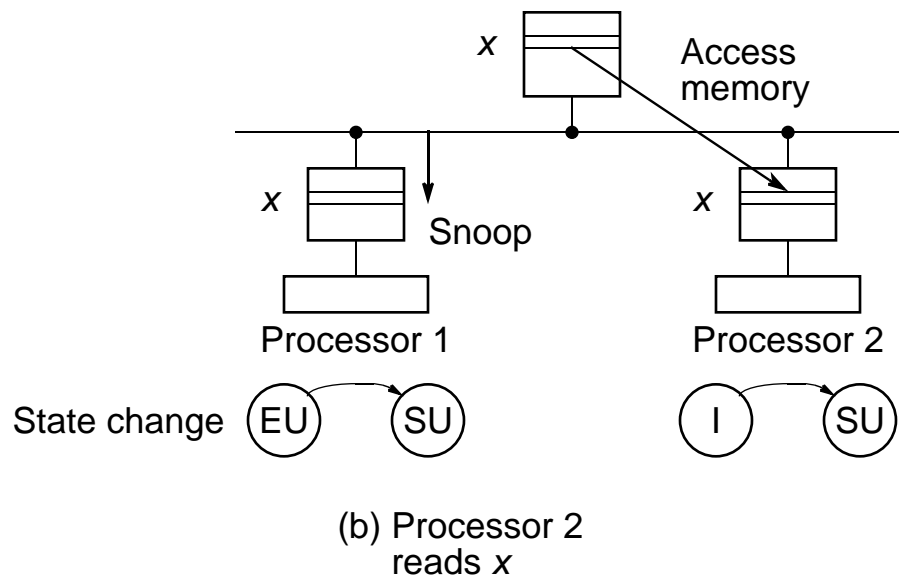 x
Access
memory
x
Snoop
x
Processor 1
Processor 2
State change
EU
SU
I
SU
(b) Processor 2
reads x